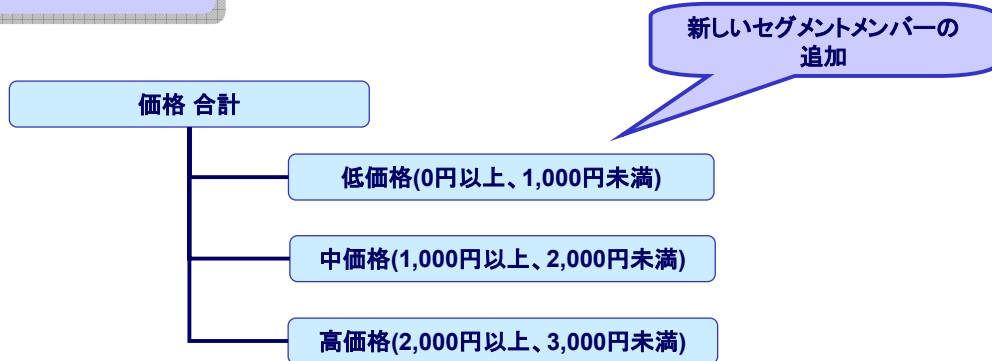 新しいセグメントメンバーの
追加
価格 合計
低価格(0円以上、1,000円未満)
中価格(1,000円以上、2,000円未満)
高価格(2,000円以上、3,000円未満)